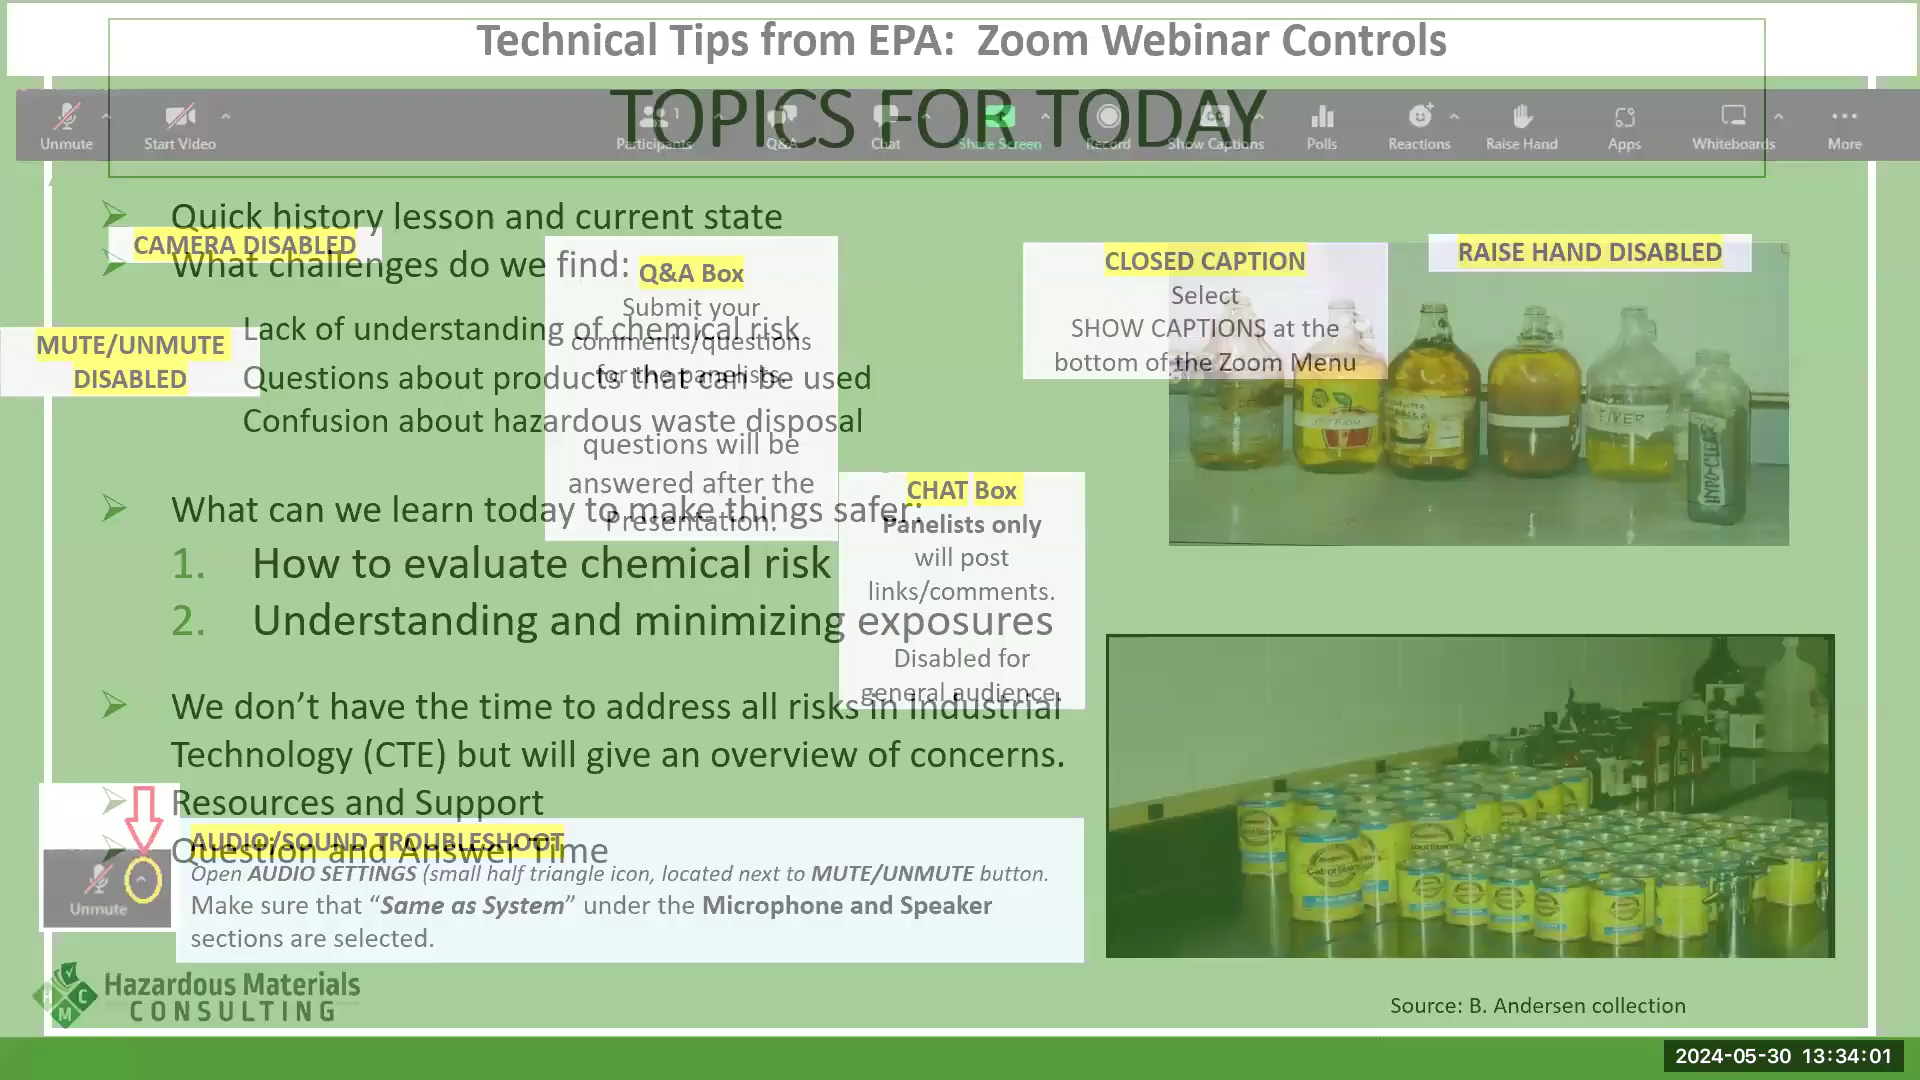 Technical Tips from EPA: Zoom Webinar Controls
TOPICS FOR TODAY
Unmute
Start Video
Participants
1
Q&A
Chat
Share Screen
Record
CC
Show Captions
Polls
Reactions
Raise Hand
Apps
Whiteboards
More
Quick history lesson and current state
What challenges do we find:
Lack of understanding of chemical risk
Questions about products that can be used
Confusion about hazardous waste disposal
What can we learn today to make things safer:
1. How to evaluate chemical risk
2. Understanding and minimizing exposures
We don’t have the time to address all risks in Industrial
Technology (CTE) but will give an overview of concerns.
Resources and Support
Question and Answer Time
CAMERA DISABLED
MUTE/UNMUTE
DISABLED
Q&A Box
Submit your
comments/questions
for the panelists.
questions will be
answered after the
Presentation.
CHAT Box
Panelists only
will post
links/comments.
Disabled for
general audience.
CLOSED CAPTION
Select
SHOW CAPTIONS at the
bottom of the Zoom Menu
RAISE HAND DISABLED
FIVER
HYPO-CLEAR
AUDIO/SOUND TROUBLESHOOT
Open AUDIO SETTINGS (small half triangle icon, located next to MUTE/UNMUTE button.
Make sure that “Same as System” under the Microphone and Speaker
sections are selected.
Unmute
H C M
Hazardous Materials
CONSULTING
Source: B. Andersen collection
2024-05-30 13:34:01